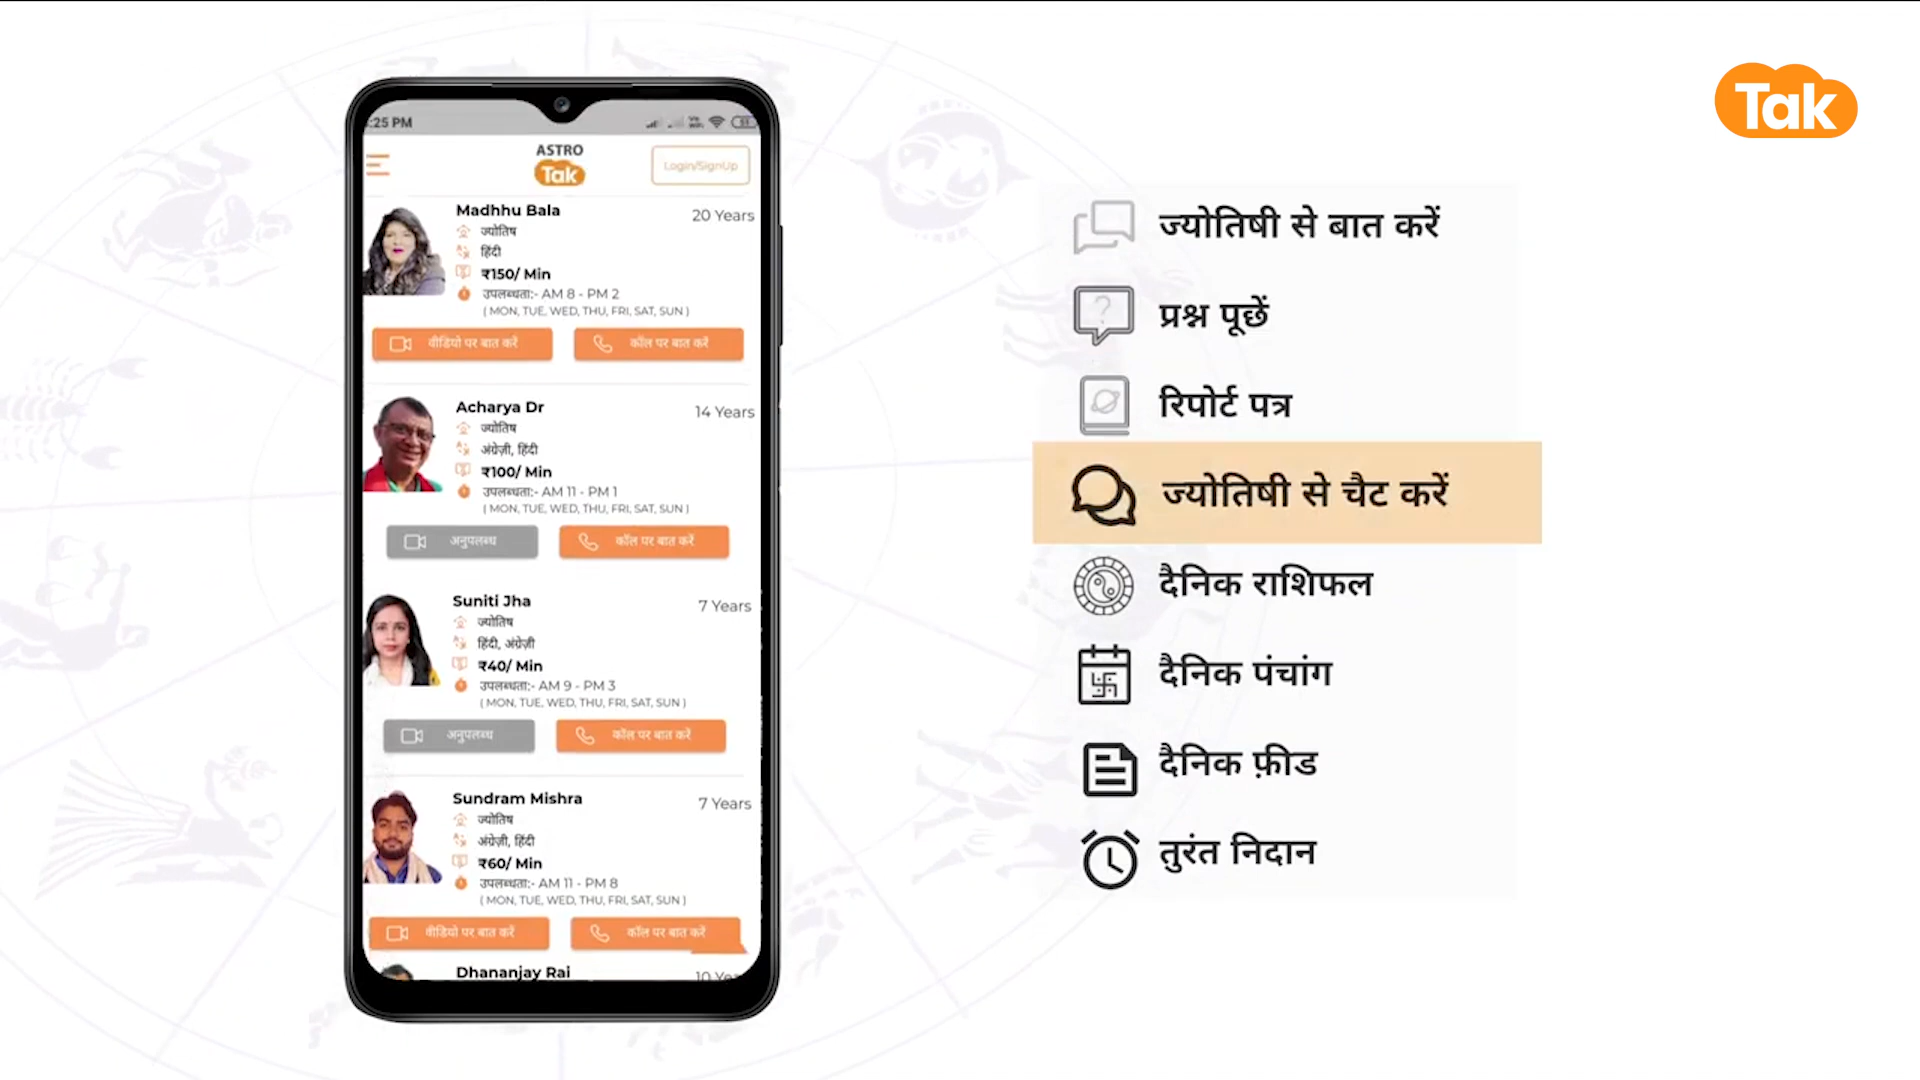 Tak
:25 PM
51
ASTRO
Tak
Login/SignUp
Madhhu Bala
20 Years
ज्योतिष
हिंदी
₹150/ Min
उपलब्धता:- AM 8 - PM 2
( MON, TUE, WED, THU, FRI, SAT, SUN )
वीडियो पर बात करें
कॉल पर बात करें
Acharya Dr
14 Years
ज्योतिष
अंग्रेज़ी, हिंदी
₹100/ Min
उपलब्धता:- AM 11 - PM 1
( MON, TUE, WED, THU, FRI, SAT, SUN )
अनुपलब्ध
कॉल पर बात करें
Suniti Jha
7 Years
ज्योतिष
हिंदी, अंग्रेज़ी
₹40/ Min
उपलब्धता:- AM 9 - PM 3
( MON, TUE, WED, THU, FRI, SAT, SUN )
अनुपलब्ध
कॉल पर बात करें
Sundram Mishra
7 Years
ज्योतिष
अंग्रेज़ी, हिंदी
₹60/ Min
उपलब्धता:- AM 11 - PM 8
( MON, TUE, WED, THU, FRI, SAT, SUN )
वीडियो पर बात करें
कॉल पर बात करें
Dhananjay Rai
10
ज्योतिषी से बात करें
प्रश्न पूछें
रिपोर्ट पत्र
ज्योतिषी से चैट करें
दैनिक राशिफल
दैनिक पंचांग
दैनिक फ़ीड
तुरंत निदान